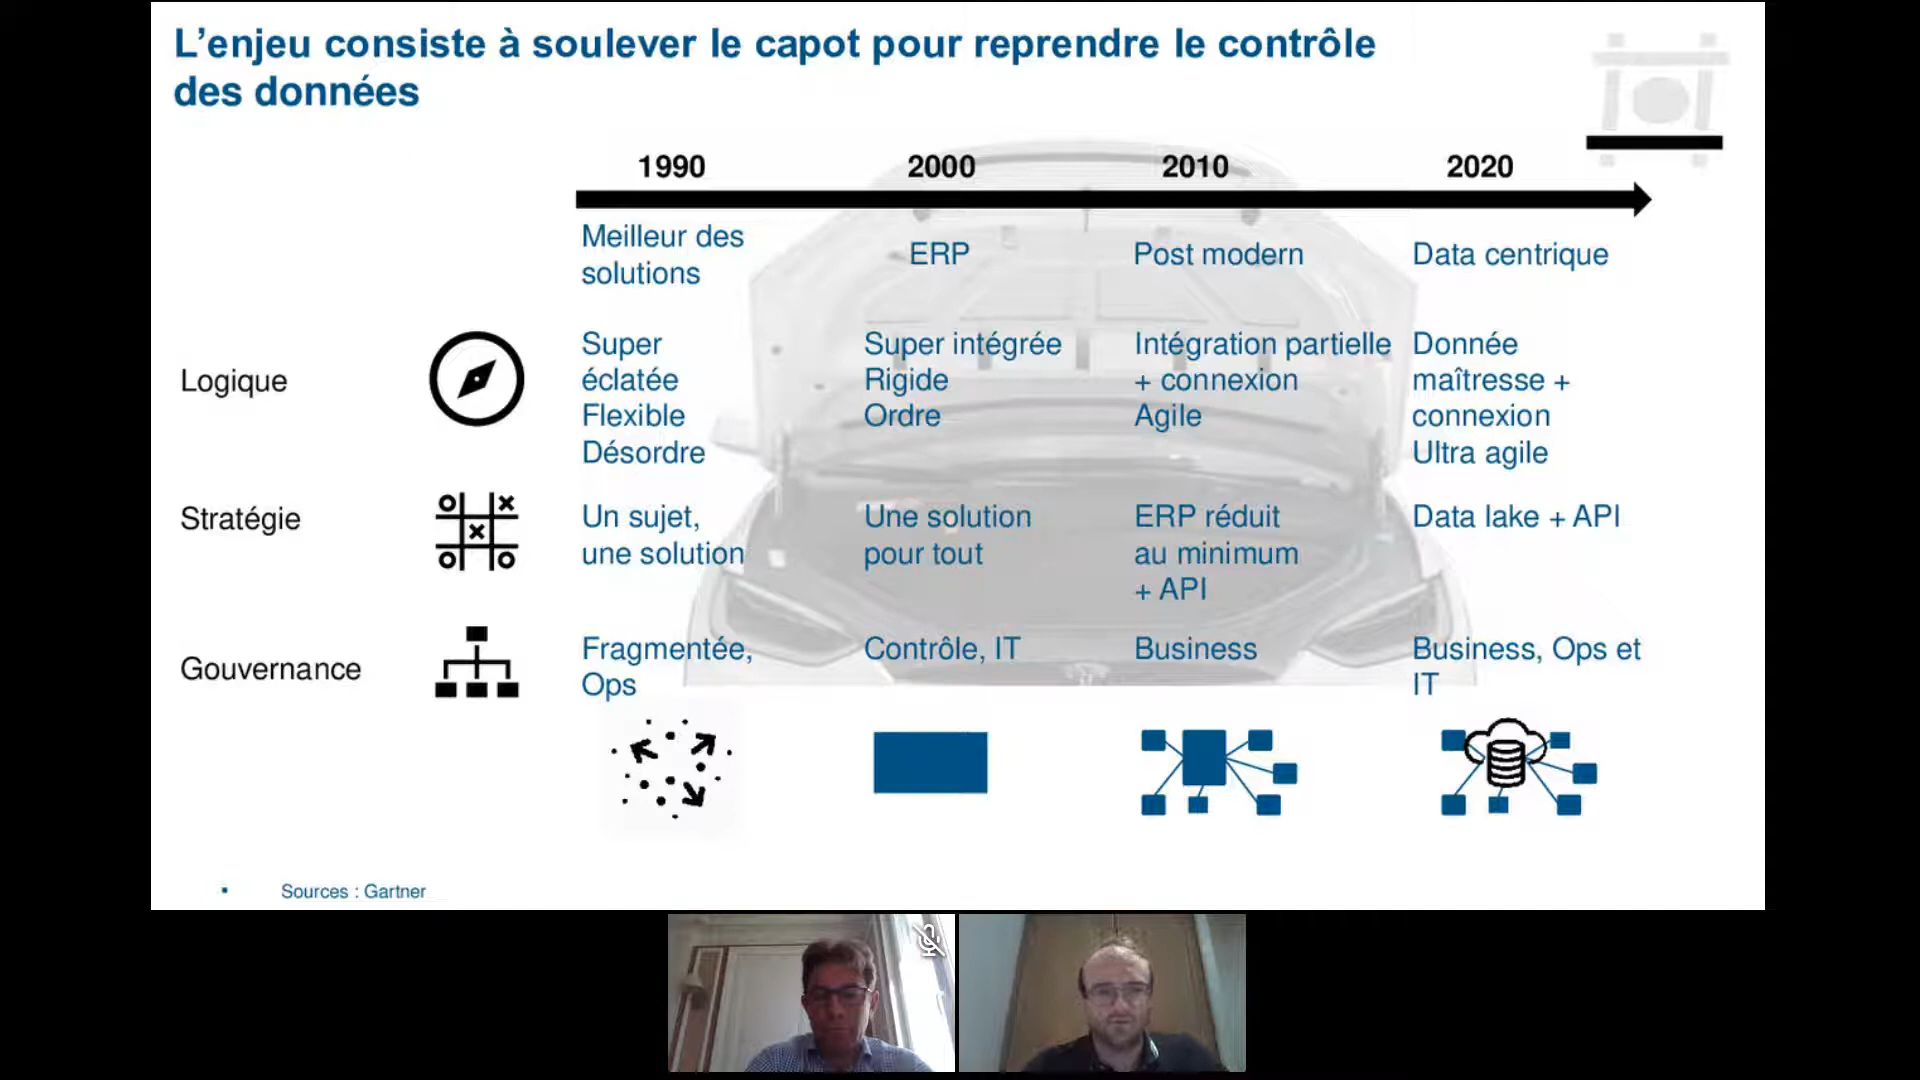 L'enjeu consiste à soulever le capot pour reprendre le contrôle
des données
1990
2000
2010
2020
Meilleur des
solutions
ERP
Post modern
Data centrique
Logique
Super
éclatée
Flexible
Désordre
Super intégrée
Rigide
Ordre
Intégration partielle
+ connexion
Agile
Donnée
maîtresse +
connexion
Ultra agile
Stratégie
Un sujet,
une solution
Une solution
pour tout
ERP réduit
au minimum
+ API
Data lake + API
Gouvernance
Fragmentée,
Ops
Contrôle, IT
Business
Business, Ops et
IT
▪ Sources : Gartner